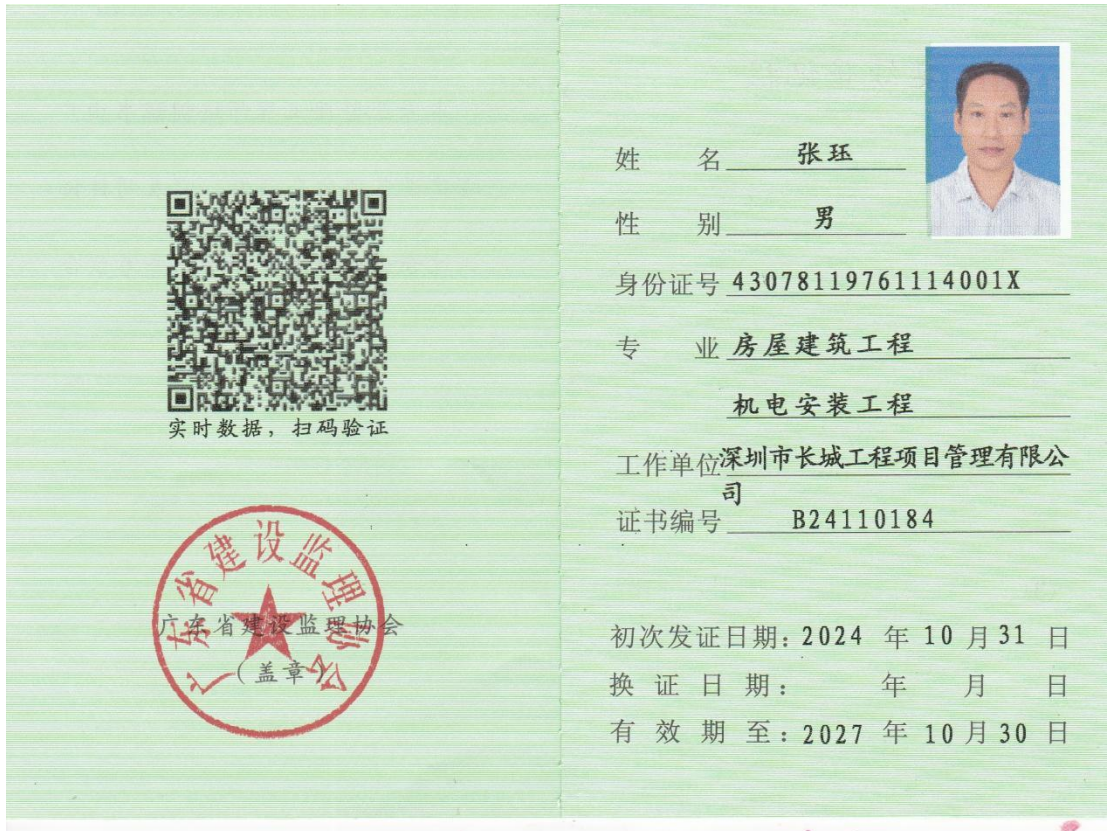 实时数据，扫码验证
广东省建设监理协会
广东省建设监理协会
（盖章）
姓 名 张珏
性 别 男
身份证号 43078119761114001X
专 业 房屋建筑工程
机电安装工程
工作单位 深圳市长城工程项目管理有限公
司
证书编号 B24110184
初次发证日期: 2024 年 10 月 31 日
换 证 日 期: 年 月 日
有 效 期 至: 2027 年 10 月 30 日